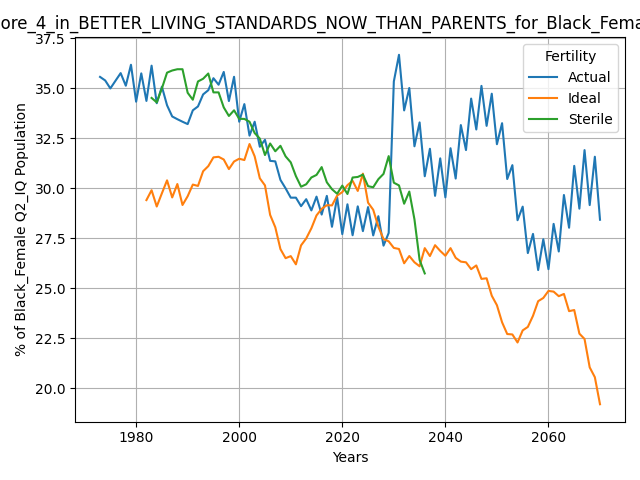 ore_4_in_BETTER_LIVING_STANDARDS_NOW_THAN_PARENTS_for_Black_Fema
Fertility
Actual
Ideal
Sterile
% of Black_Female Q2_IQ Population
37.5
35.0
32.5
30.0
27.5
25.0
22.5
20.0
1980
2000
2020
2040
2060
Years